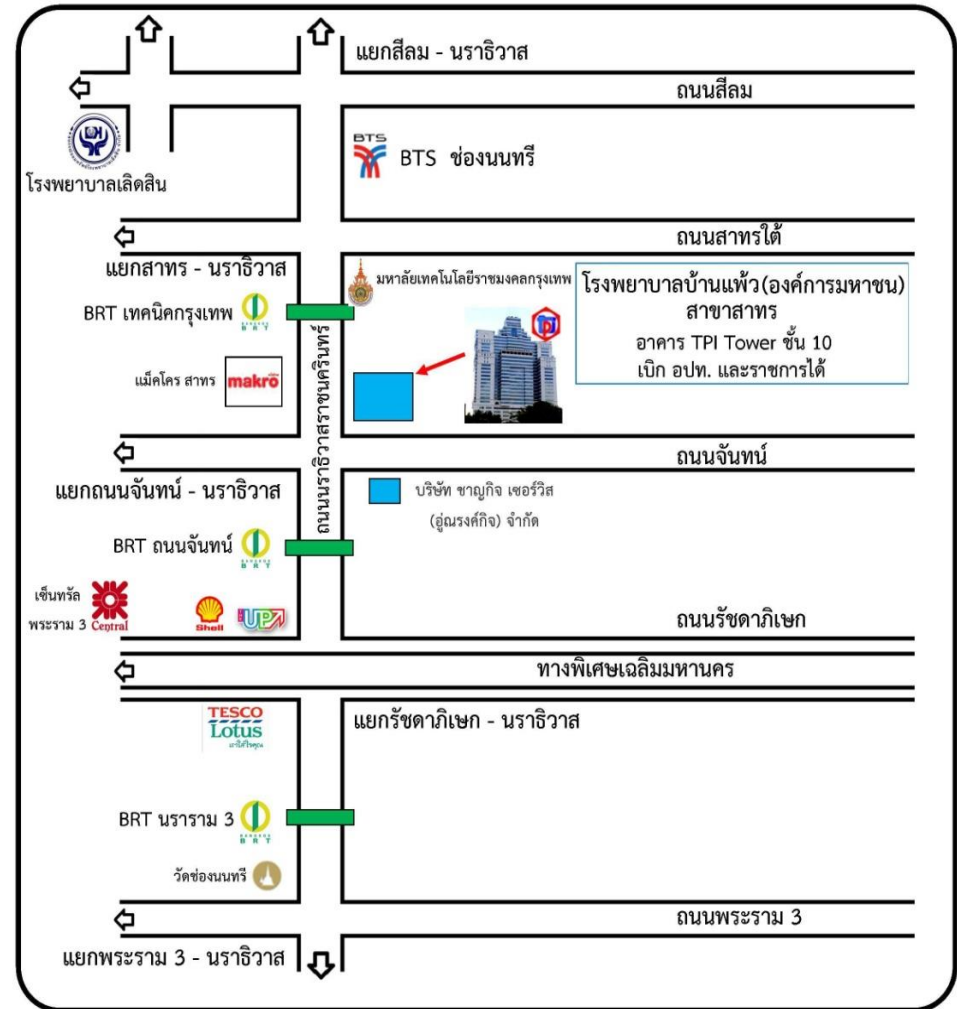 แยกสีลม - นราธิวาส
ถนนสีลม
BTS
BTS ช่องนนทรี
โรงพยาบาลเลิดสิน
ถนนสาทรใต้
แยกสาทร - นราธิวาส
มหาลัยเทคโนโลยีราชมงคลกรุงเทพ
โรงพยาบาลบ้านแพ้ว(องค์การมหาชน)
สาขาสาทร
อาคาร TPI Tower ชั้น 10
เบิก อปท. และราชการได้
BRT เทคนิคกรุงเทพ
BANGKOK
BRT
TPI
แม็คโคร สาทร
makro
ถนนนราธิวาสราชนครินทร์
ถนนจันทน์
แยกถนนจันทน์ - นราธิวาส
บริษัท ชาญกิจ เซอร์วิส
(อู่ณรงค์กิจ) จำกัด
BRT ถนนจันทน์
BANGKOK
BRT
เซ็นทรัล
พระราม 3
Central
Shell
UP
ถนนรัชดาภิเษก
ทางพิเศษเฉลิมมหานคร
TESCO
Lotus
เราใส่ใจคุณ
แยกรัชดาภิเษก - นราธิวาส
BRT นราราม 3
BANGKOK
BRT
วัดช่องนนทรี
ถนนพระราม 3
แยกพระราม 3 - นราธิวาส